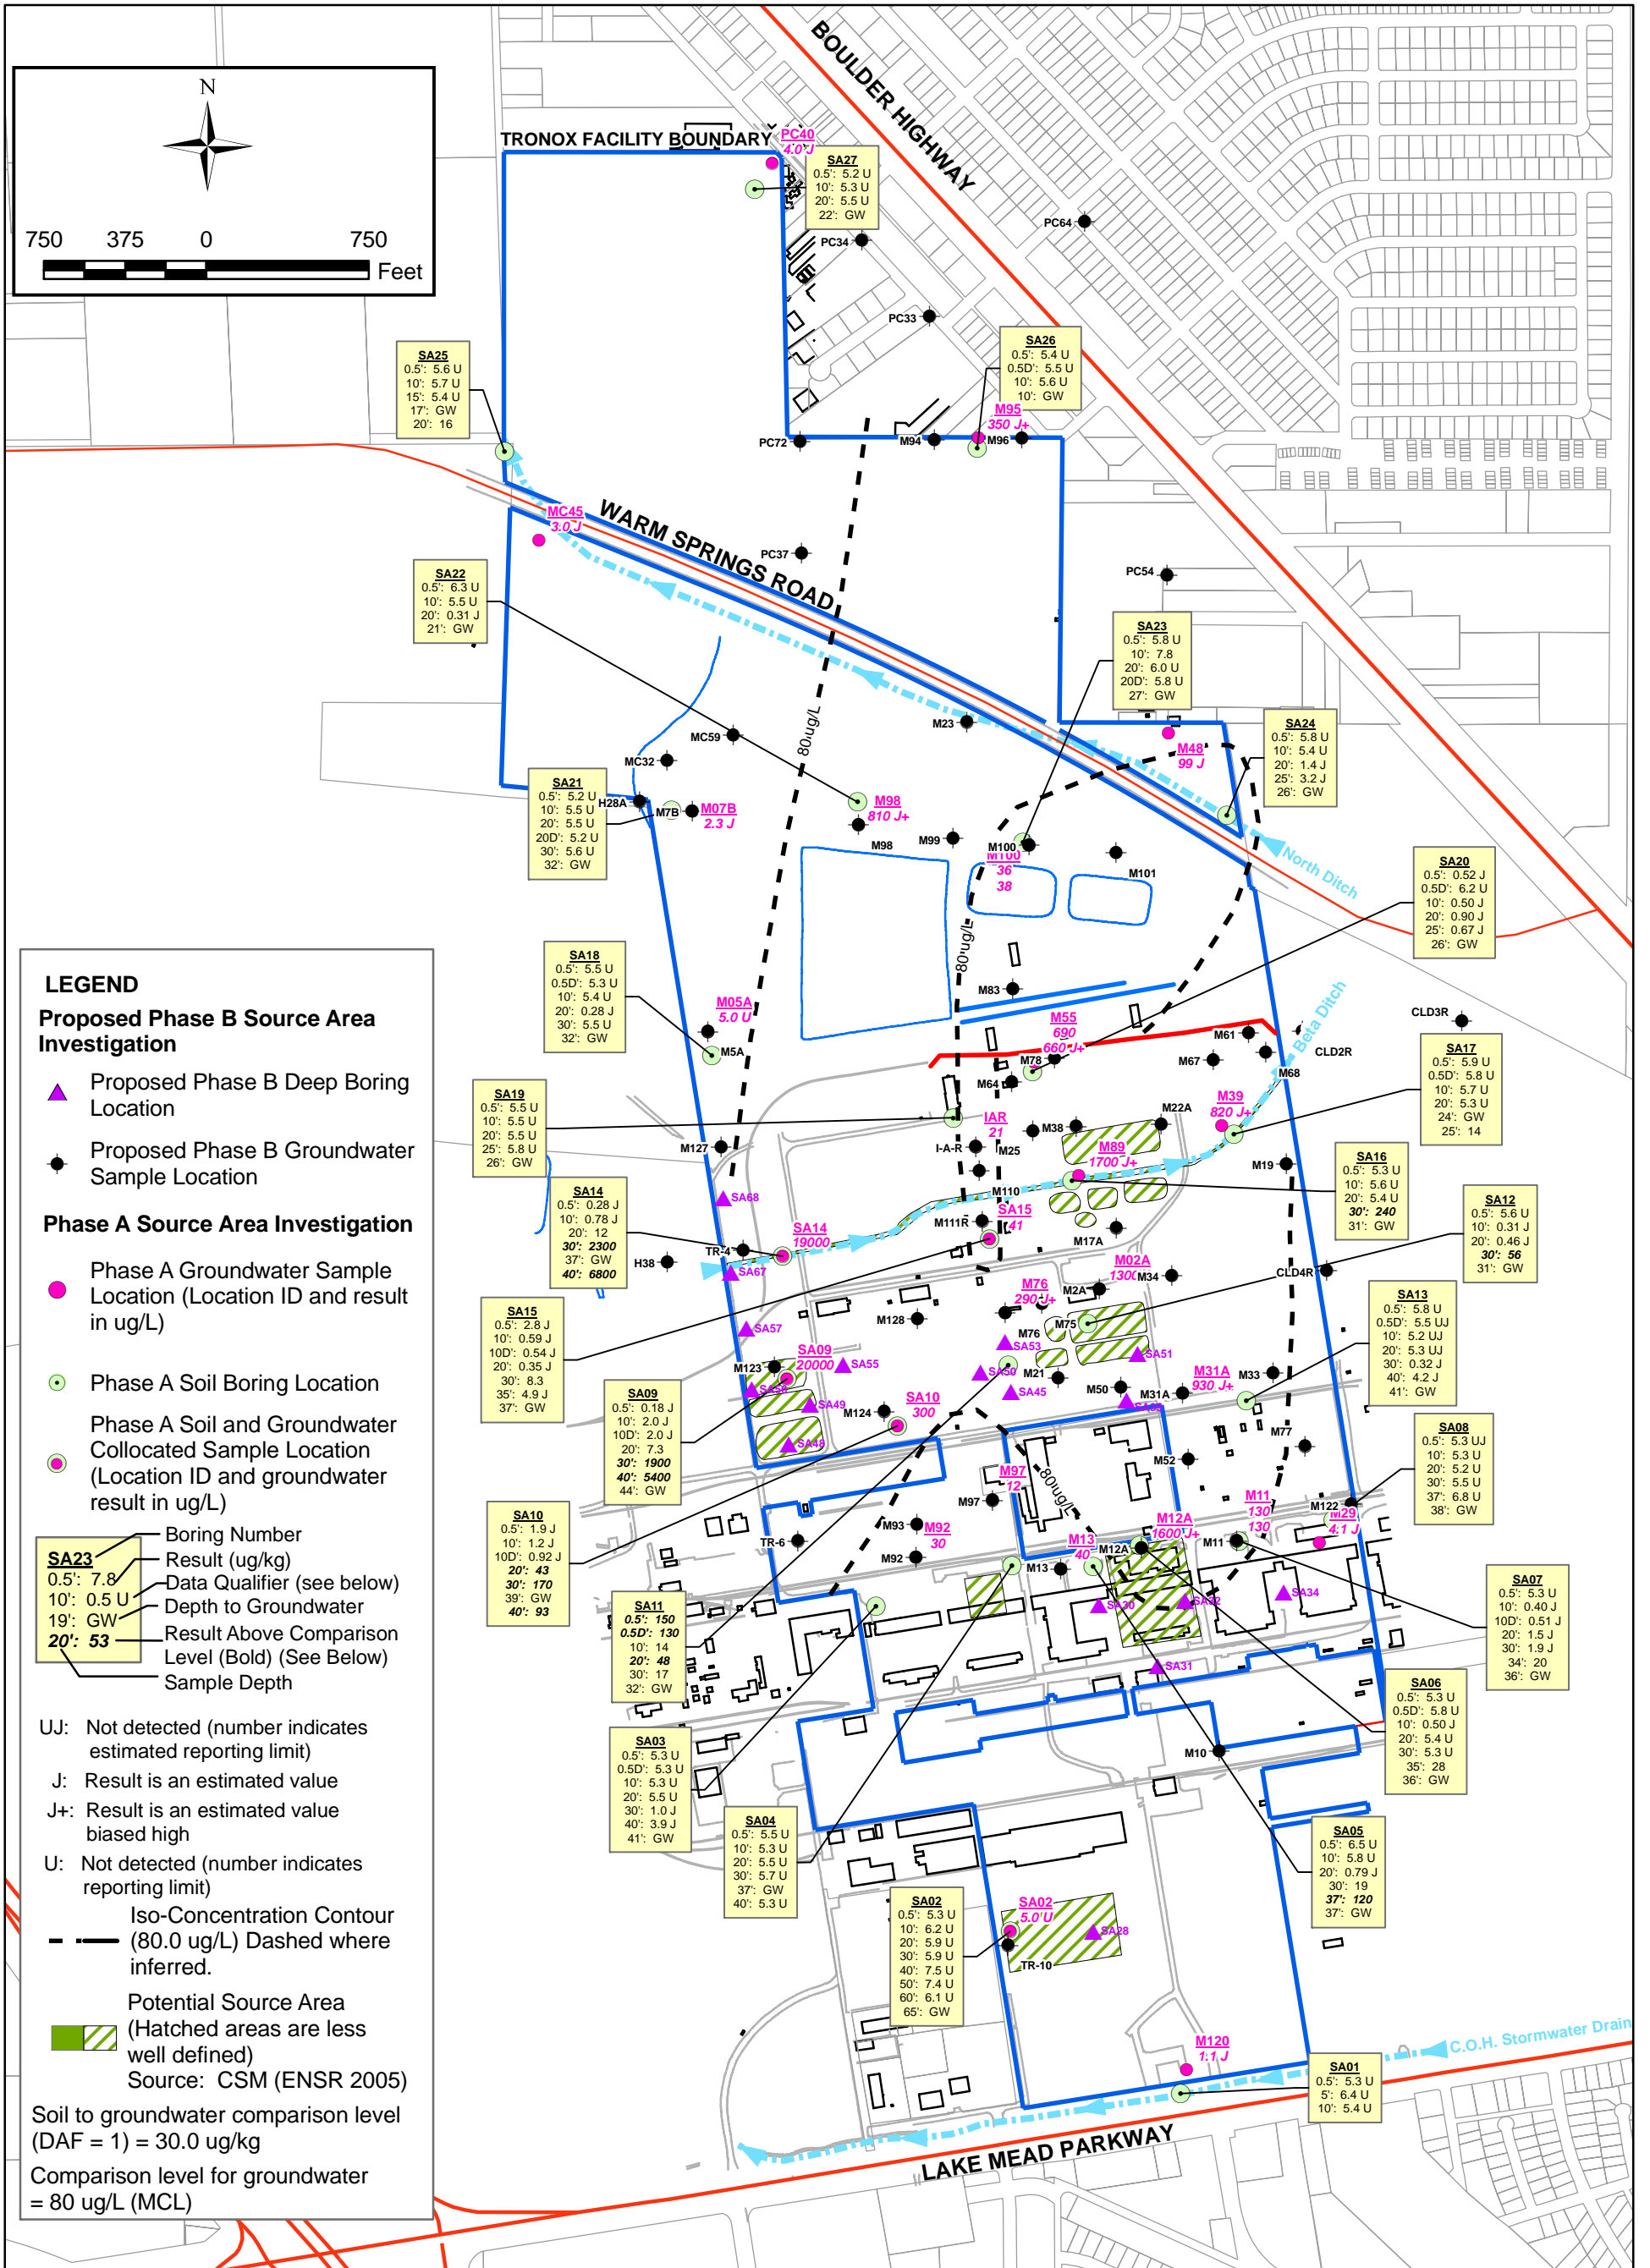 N
750 375 0 750
Feet
BOULDER HIGHWAY
TRONOX FACILITY BOUNDARY
PC40
4.0 J
SA27
0.5': 5.2 U
10': 5.3 U
20': 5.5 U
22': GW
PC64
PC34
PC33
SA26
0.5': 5.4 U
0.5D': 5.5 U
10': 5.6 U
10': GW
SA25
0.5': 5.6 U
10': 5.7 U
15': 5.4 U
17': GW
20': 16
M95
350 J+
PC72
M94
M96
MC45
3.0 J
WARM SPRINGS ROAD
PC37
PC54
SA22
0.5': 6.3 U
10': 5.5 U
20': 0.31 J
21': GW
SA23
0.5': 5.8 U
10': 7.8
20': 6.0 U
20D': 5.8 U
27': GW
80 ug/L
M23
MC59
MC32
M48
99 J
SA24
0.5': 5.8 U
10': 5.4 U
20': 1.4 J
25': 3.2 J
26': GW
SA21
0.5': 5.2 U
10': 5.5 U
20': 5.5 U
20D': 5.2 U
30': 5.6 U
32': GW
H28A
M7B
M07B
2.3 J
M98
810 J+
M98
M99
M100
M100
36
38
M101
North Ditch
SA20
0.5': 0.52 J
0.5D': 6.2 U
10': 0.50 J
20': 0.90 J
25': 0.67 J
26': GW
80 ug/L
SA18
0.5': 5.5 U
0.5D': 5.3 U
10': 5.4 U
20': 0.28 J
30': 5.5 U
32': GW
M05A
5.0 U
M5A
M83
M55
690
660 J+
M78
M64
M61
M67
Beta Ditch
CLD3R
CLD2R
M68
SA17
0.5': 5.9 U
0.5D': 5.8 U
10': 5.7 U
20': 5.3 U
24': GW
25': 14
SA19
0.5': 5.5 U
10': 5.5 U
20': 5.5 U
25': 5.8 U
26': GW
IAR
21
I-A-R
M25
M38
M22A
M39
820 J+
M89
1700 J+
M127
M19
SA16
0.5': 5.3 U
10': 5.6 U
20': 5.4 U
30': 240
31': GW
SA68
M110
SA14
0.5': 0.28 J
10': 0.78 J
20': 12
30': 2300
37': GW
40': 6800
SA14
19000
SA15
41
M111R
M17A
SA12
0.5': 5.6 U
10': 0.31 J
20': 0.46 J
30': 56
31': GW
H38
TR-4
SA67
M02A
1300
M34
M2A
CLD4R
M76
290 J+
M76
M75
SA13
0.5': 5.8 U
0.5D': 5.5 UJ
10': 5.2 UJ
20': 5.3 UJ
30': 0.32 J
40': 4.2 J
41': GW
SA15
0.5': 2.8 J
10': 0.59 J
10D': 0.54 J
20': 0.35 J
30': 8.3
35': 4.9 J
37': GW
M128
SA57
SA53
SA51
M123
SA09
20000
SA55
SA50
M21
SA45
M50
M31A
M31A
930 J+
M33
SA49
SA48
SA09
0.5': 0.18 J
10': 2.0 J
10D': 2.0 J
20': 7.3
30': 1900
40': 5400
44': GW
M124
SA10
300
M77
M52
SA08
0.5': 5.3 UJ
10': 5.3 U
20': 5.2 U
30': 5.5 U
37': 6.8 U
38': GW
80 ug/L
M97
12
M97
M11
130
130
M122
M29
4.1 J
SA10
0.5': 1.9 J
10': 1.2 J
10D': 0.92 J
20': 43
30': 170
39': GW
40': 93
TR-6
M93
M92
30
M92
M13
40
M13
M12A
1600 J+
M12A
M11
SA30
SA32
SA34
SA31
SA07
0.5': 5.3 U
10': 0.40 J
10D': 0.51 J
20': 1.5 J
30': 1.9 J
34': 20
36': GW
SA11
0.5': 150
0.5D': 130
10': 14
20': 48
30': 17
32': GW
SA06
0.5': 5.3 U
0.5D': 5.8 U
10': 0.50 J
20': 5.4 U
30': 5.3 U
35': 28
36': GW
SA03
0.5': 5.3 U
0.5D': 5.3 U
10': 5.3 U
20': 5.5 U
30': 1.0 J
40': 3.9 J
41': GW
M10
SA04
0.5': 5.5 U
10': 5.3 U
20': 5.5 U
30': 5.7 U
37': GW
40': 5.3 U
SA05
0.5': 6.5 U
10': 5.8 U
20': 0.79 J
30': 19
37': 120
37': GW
SA02
0.5': 5.3 U
10': 6.2 U
20': 5.9 U
30': 5.9 U
40': 7.5 U
50': 7.4 U
60': 6.1 U
65': GW
SA02
5.0 U
SA28
TR-10
M120
1.1 J
C.O.H. Stormwater Drain
SA01
0.5': 5.3 U
5': 6.4 U
10': 5.4 U
LAKE MEAD PARKWAY
LEGEND
Proposed Phase B Source Area
Investigation
Proposed Phase B Deep Boring
Location
Proposed Phase B Groundwater
Sample Location
Phase A Source Area Investigation
Phase A Groundwater Sample
Location (Location ID and result
in ug/L)
Phase A Soil Boring Location
Phase A Soil and Groundwater
Collocated Sample Location
(Location ID and groundwater
result in ug/L)
SA23
0.5': 7.8
10': 0.5 U
19': GW
20': 53
Boring Number
Result (ug/kg)
Data Qualifier (see below)
Depth to Groundwater
Result Above Comparison
Level (Bold) (See Below)
Sample Depth
UJ: Not detected (number indicates
estimated reporting limit)
J: Result is an estimated value
J+: Result is an estimated value
biased high
U: Not detected (number indicates
reporting limit)
Iso-Concentration Contour
(80.0 ug/L) Dashed where
inferred.
Potential Source Area
(Hatched areas are less
well defined)
Source: CSM (ENSR 2005)
Soil to groundwater comparison level
(DAF = 1) = 30.0 ug/kg
Comparison level for groundwater
= 80 ug/L (MCL)